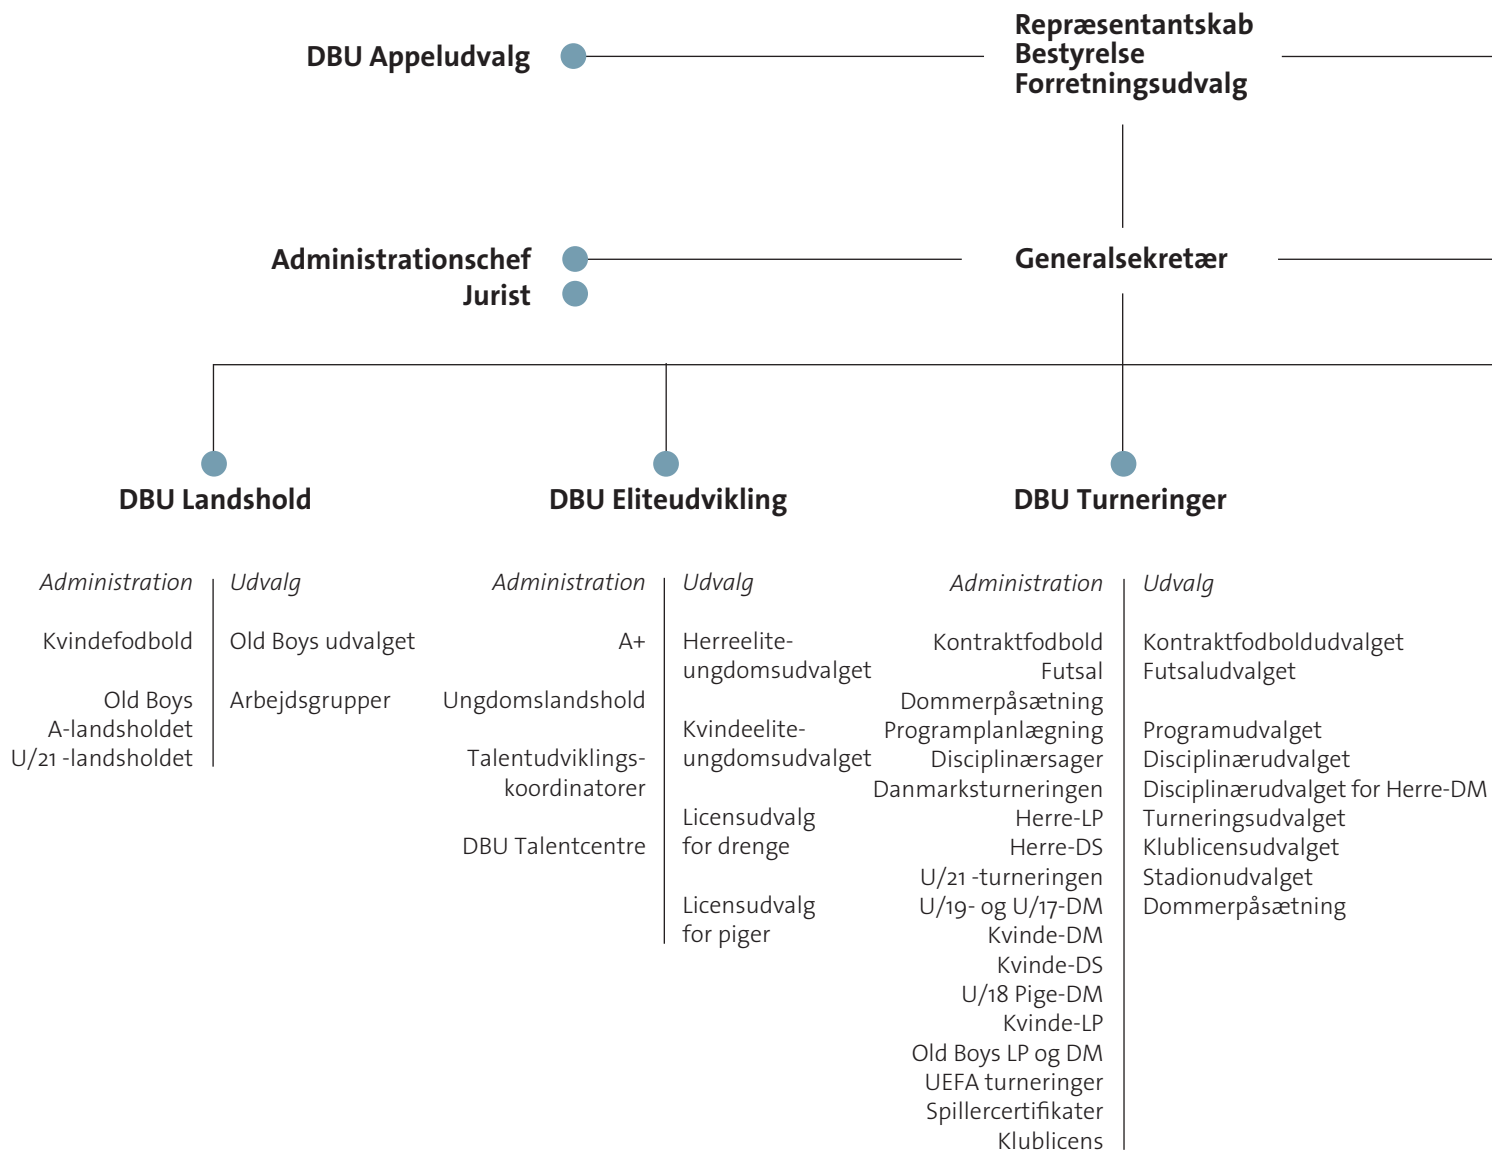 DBU Appeludvalg
Repræsentantskab
Bestyrelse
Forretningsudvalg
Administrationschef
Jurist
Generalsekretær
DBU Landshold
Administration
Kvindefodbold
Old Boys
A-landsholdet
U/21 -landsholdet
Udvalg
Old Boys udvalget
Arbejdsgrupper
DBU Eliteudvikling
Administration
A+
Ungdomslandshold
Talentudviklings-
koordinatorer
DBU Talentcentre
Udvalg
Herreelite-
ungdomsudvalget
Kvindeelite-
ungdomsudvalget
Licensudvalg
for drenge
Licensudvalg
for piger
DBU Turneringer
Administration
Kontraktfodbold
Futsal
Dommerpåsætning
Programplanlægning
Disciplinærsager
Danmarksturneringen
Herre-LP
Herre-DS
U/21 -turneringen
U/19- og U/17-DM
Kvinde-DM
Kvinde-DS
U/18 Pige-DM
Kvinde-LP
Old Boys LP og DM
UEFA turneringer
Spillercertifikater
Klublicens
Udvalg
Kontraktfodboldudvalget
Futsaludvalget
Programudvalget
Disciplinærudvalget
Disciplinærudvalget for Herre-DM
Turneringsudvalget
Klublicensudvalget
Stadionudvalget
Dommerpåsætning